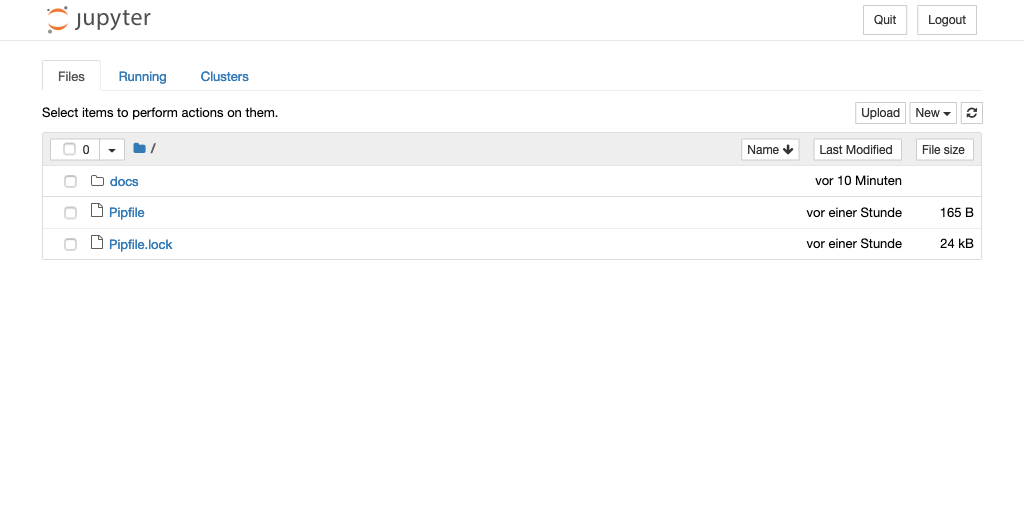 jupyter Quit Logout
Files Running Clusters
Select items to perform actions on them. Upload New
0 / Name Last Modified File size
docs vor 10 Minuten
Pipfile vor einer Stunde 165 B
Pipfile.lock vor einer Stunde 24 kB